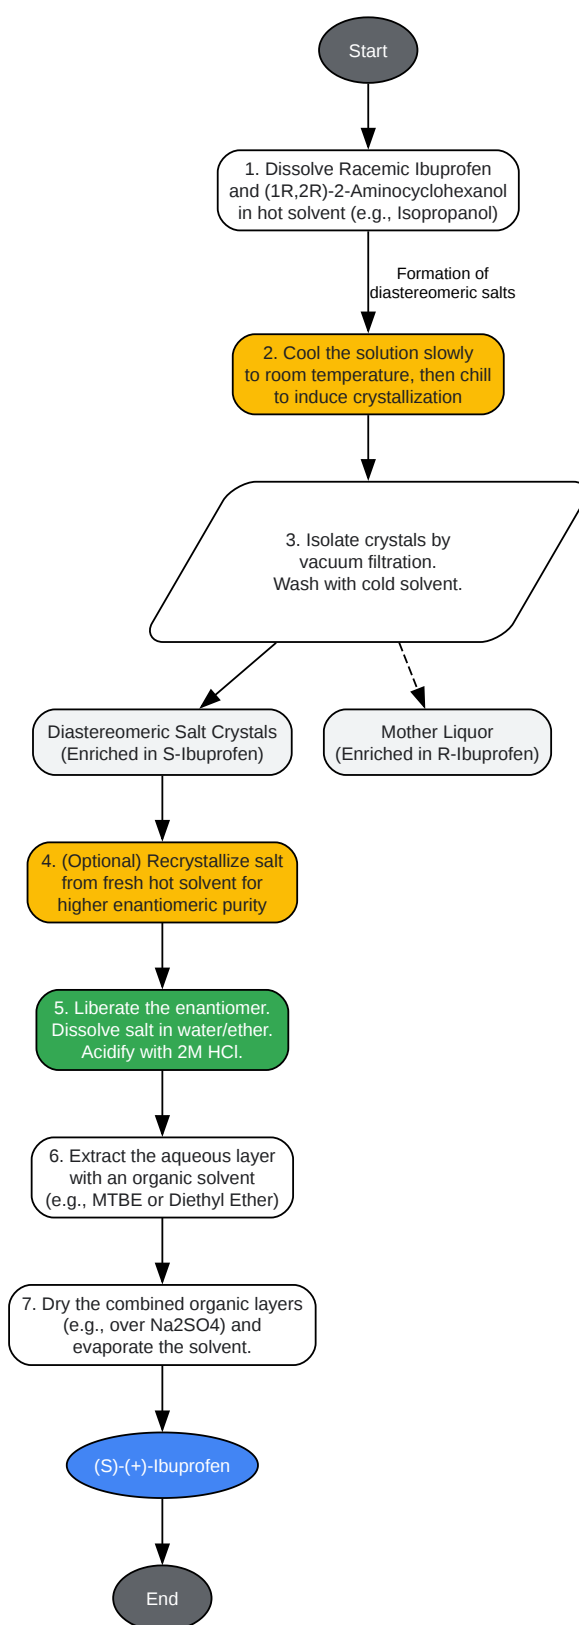 Start
1. Dissolve Racemic Ibuprofen
and (1R,2R)-2-Aminocyclohexanol
in hot solvent (e.g., Isopropanol)
Formation of
diastereomeric salts
2. Cool the solution slowly
to room temperature, then chill
to induce crystallization
3. Isolate crystals by
vacuum filtration.
Wash with cold solvent.
Diastereomeric Salt Crystals
(Enriched in S-Ibuprofen)
Mother Liquor
(Enriched in R-Ibuprofen)
4. (Optional) Recrystallize salt
from fresh hot solvent for
higher enantiomeric purity
5. Liberate the enantiomer.
Dissolve salt in water/ether.
Acidify with 2M HCl.
6. Extract the aqueous layer
with an organic solvent
(e.g., MTBE or Diethyl Ether)
7. Dry the combined organic layers
(e.g., over Na2SO4) and
evaporate the solvent.
(S)-(+)-Ibuprofen
End